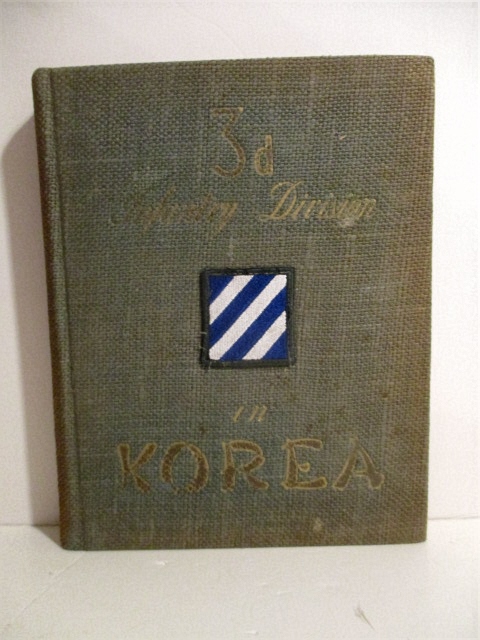 3d
Infantry Division
in
KOREA